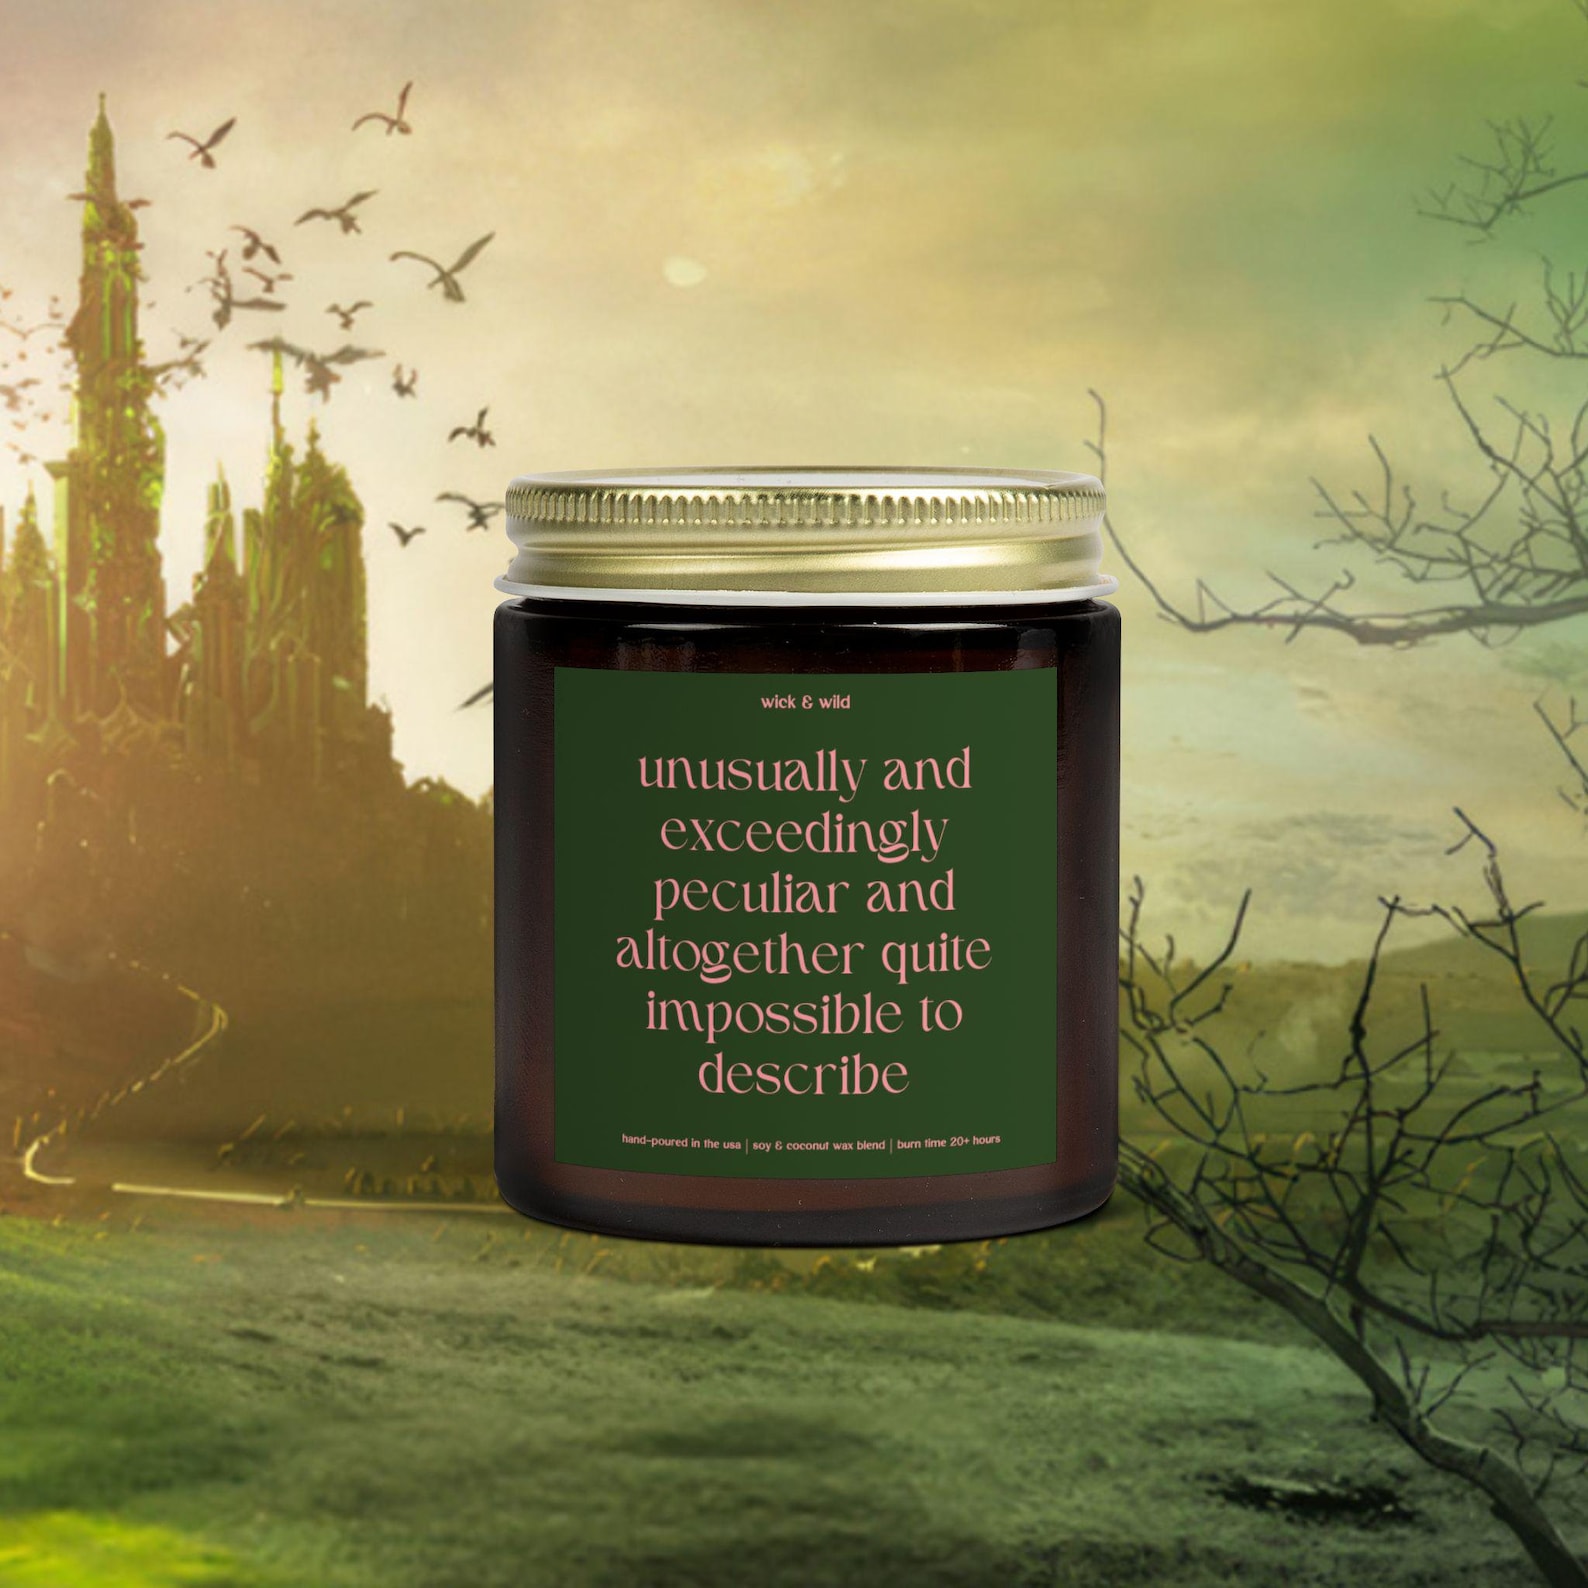 wick & wild
unusually and
exceedingly
peculiar and
altogether quite
impossible to
describe
hand-poured in the usa | soy & coconut wax blend | burn time 20+ hours